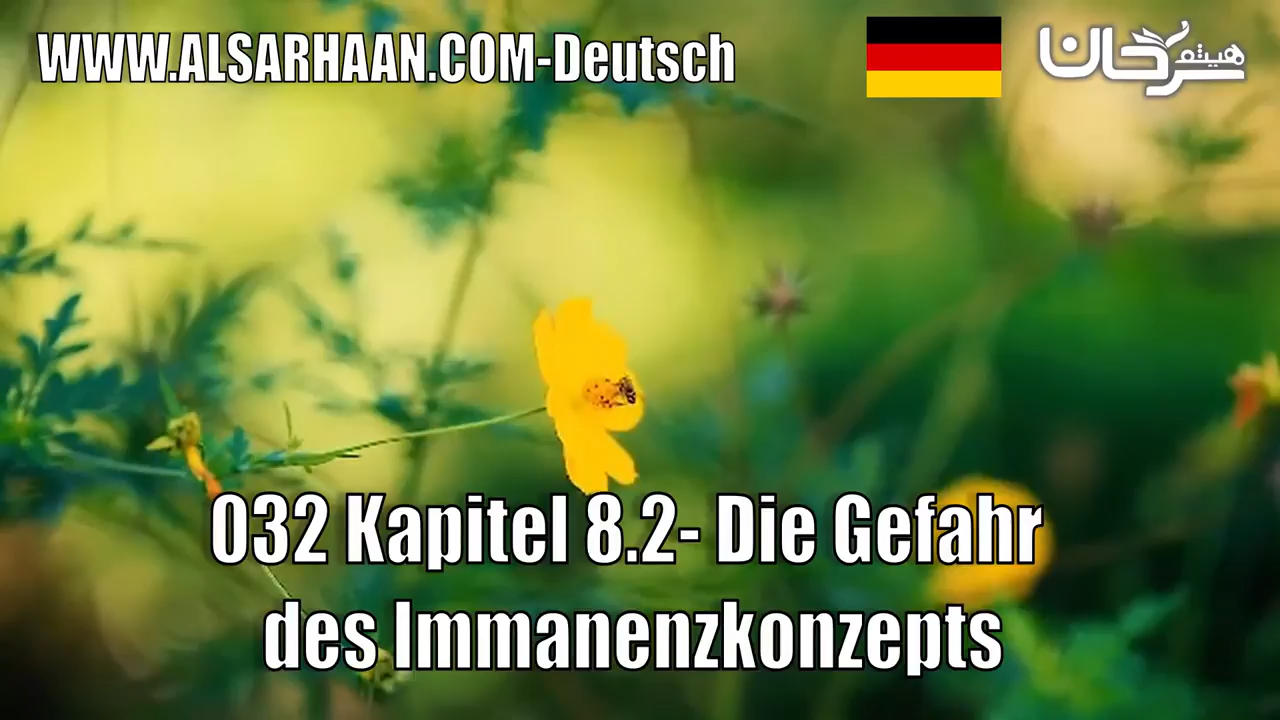 WWW.ALSARHAAN.COM-Deutsch
هيثم سرحان
032 Kapitel 8.2- Die Gefahr
des Immanenzkonzepts